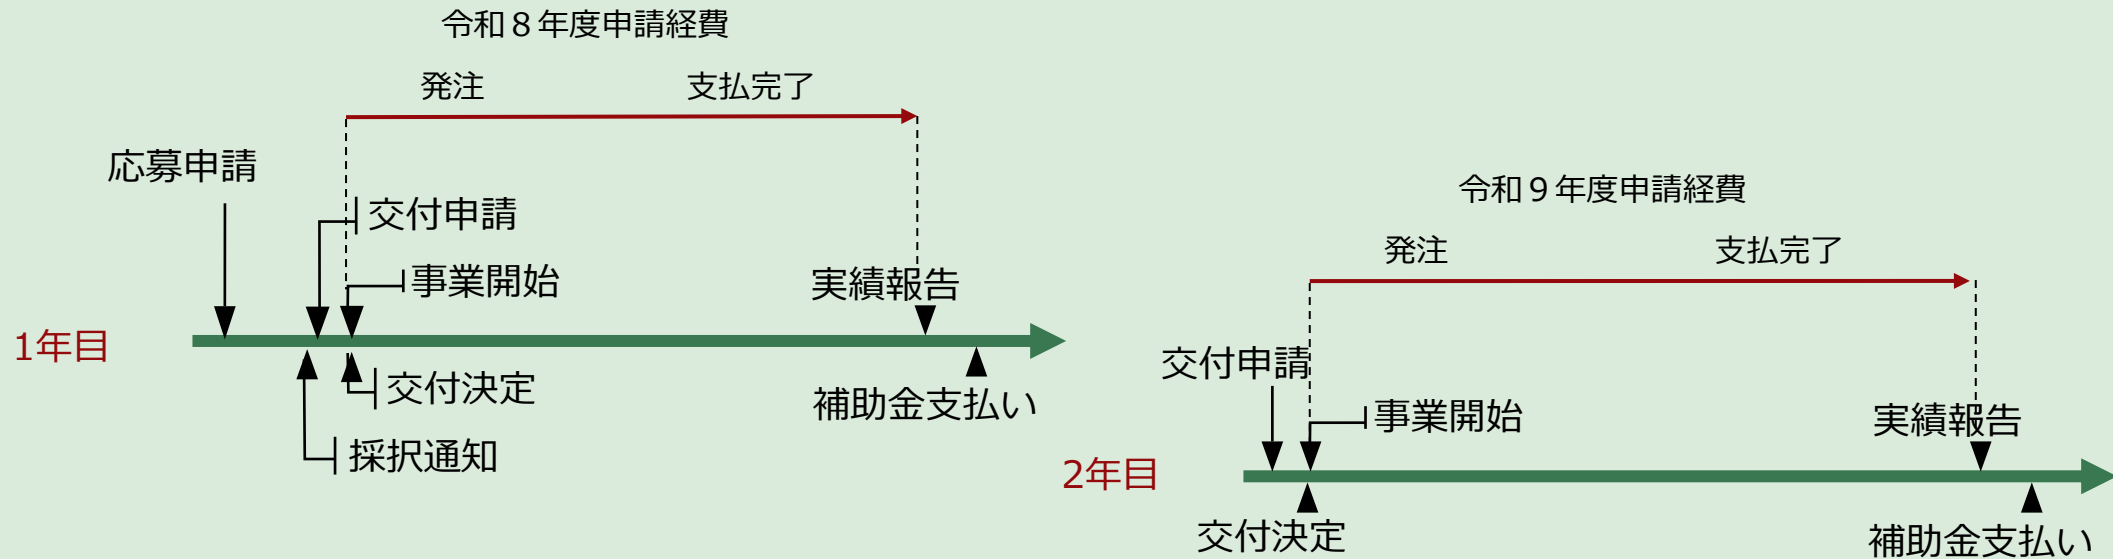 令和８年度申請経費
発注
支払完了
応募申請
交付申請
事業開始
実績報告
1年目
交付決定
補助金支払い
採択通知
令和９年度申請経費
発注
支払完了
交付申請
事業開始
実績報告
2年目
交付決定
補助金支払い